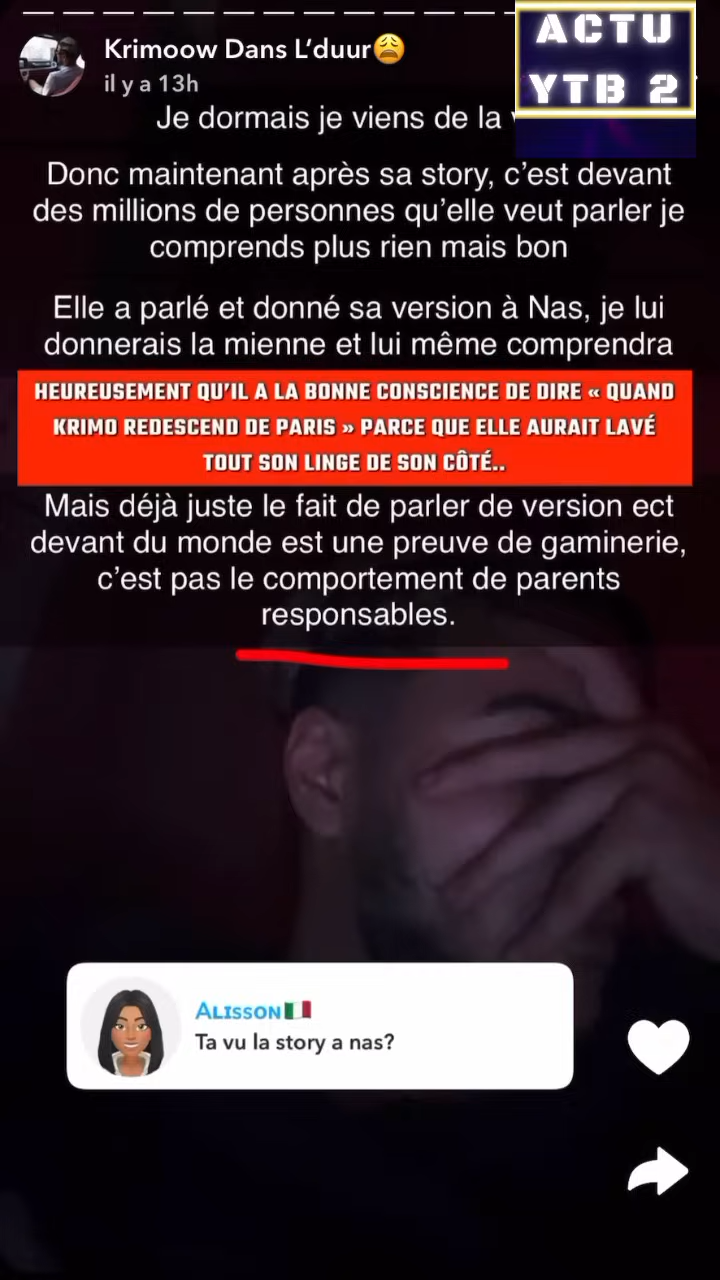 Krimoow Dans L’duur😩
il y a 13h
ACTU
YTB 2
Je dormais je viens de la
Donc maintenant après sa story, c’est devant
des millions de personnes qu’elle veut parler je
comprends plus rien mais bon
Elle a parlé et donné sa version à Nas, je lui
donnerais la mienne et lui même comprendra
HEUREUSEMENT QU’IL A LA BONNE CONSCIENCE DE DIRE « QUAND
KRIMO REDESCEND DE PARIS » PARCE QUE ELLE AURAIT LAVÉ
TOUT SON LINGE DE SON CÔTÉ..
Mais déjà juste le fait de parler de version ect
devant du monde est une preuve de gaminerie,
c’est pas le comportement de parents
responsables.
ALISSON🇮🇹
Ta vu la story a nas?